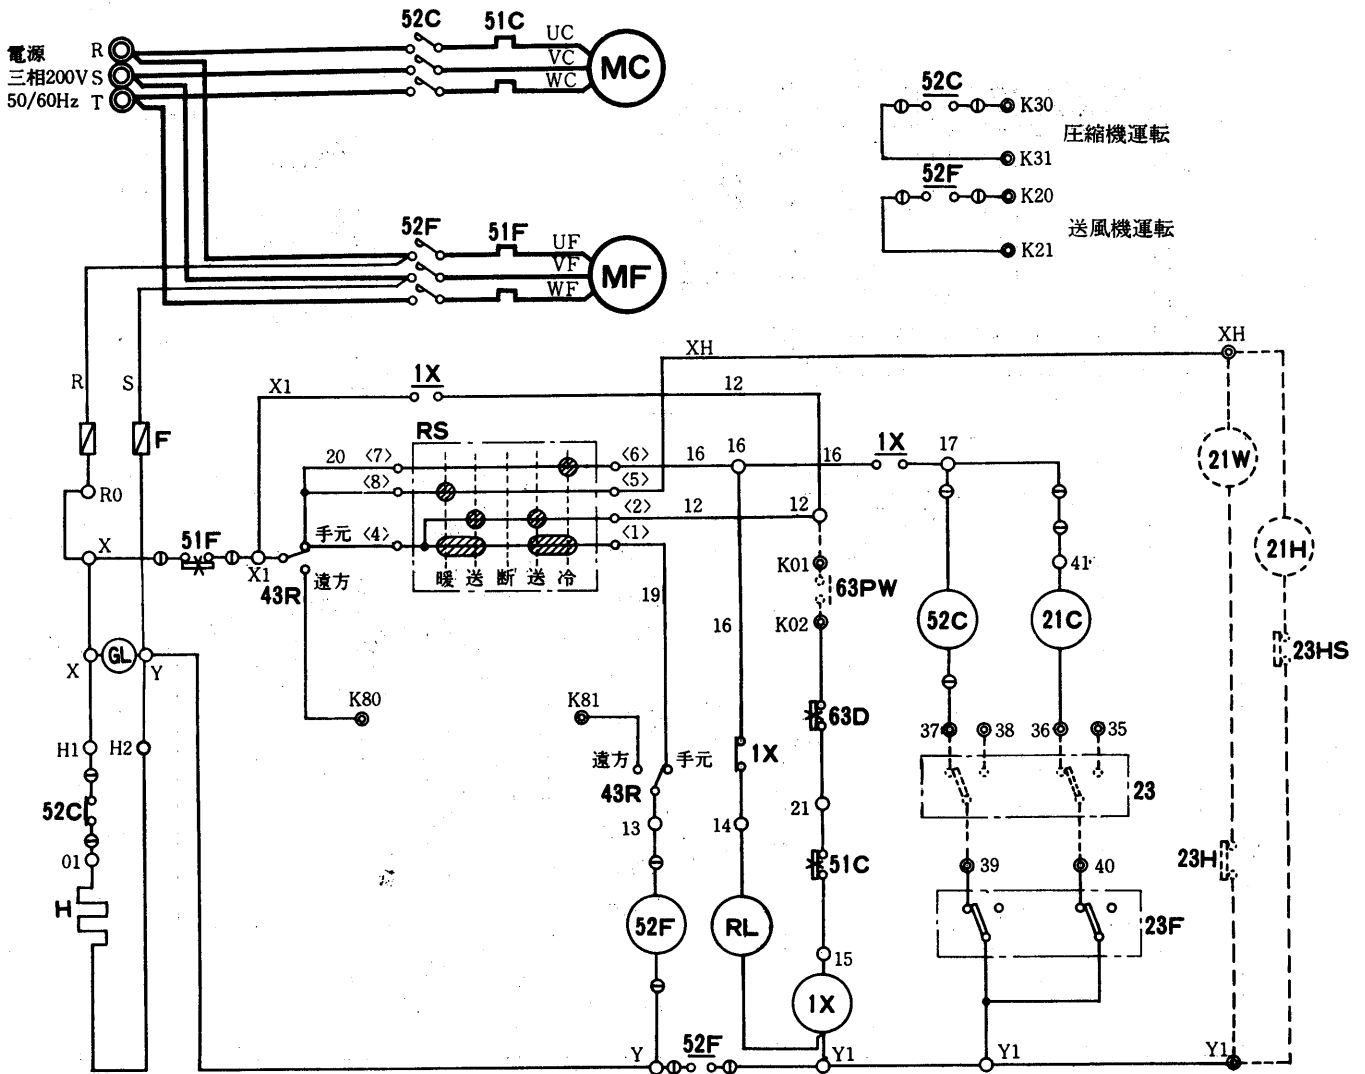 52C 51C
電源
三相200V
50/60Hz
R
S
T
UC
VC
WC
MC
52C
K30
圧縮機運転
K31
52F
K20
送風機運転
K21
52F 51F
UF
VF
WF
MF
XH
XH
R S
F
X1
1X
12
RS
20 〈7〉
〈6〉 16
16
16
1X
17
〈8〉
〈5〉
〈2〉 12
12
手元 〈4〉
〈1〉
R0
X
51F
X1
43R
遠方
暖 送 断 送 冷
19
16
K01
63PW
K02
52C
21C
41
21W
21H
23HS
GL
X Y
K80
K81
63D
37 38 36 35
H1 H2
遠方
手元
43R
1X
23
52C
01
13
14
21
51C
39
40
23H
H
52F
RL
15
1X
23F
Y
52F
Y1
Y1
Y1